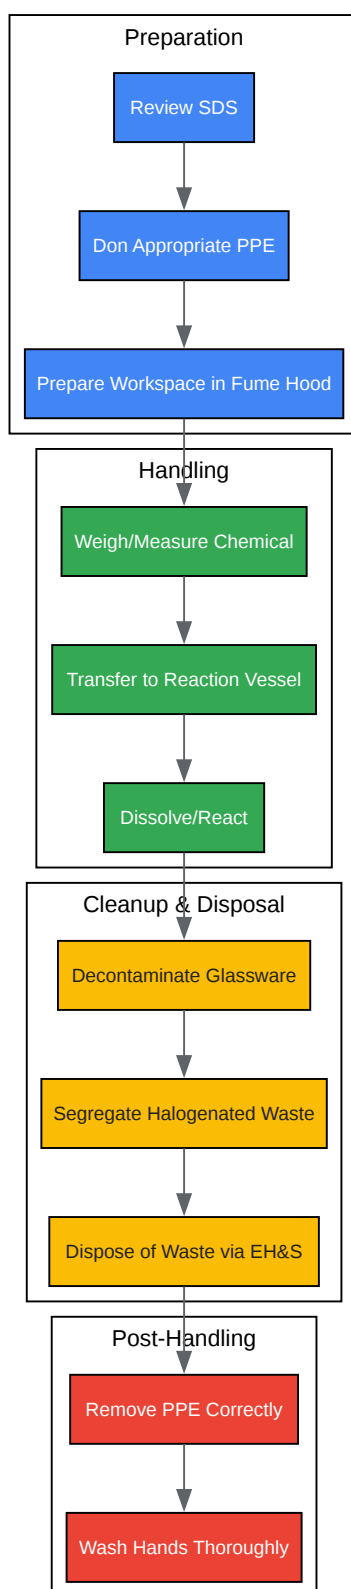 Preparation
Review SDS
Don Appropriate PPE
Prepare Workspace in Fume Hood
Handling
Weigh/Measure Chemical
Transfer to Reaction Vessel
Dissolve/React
Cleanup & Disposal
Decontaminate Glassware
Segregate Halogenated Waste
Dispose of Waste via EH&S
Post-Handling
Remove PPE Correctly
Wash Hands Thoroughly